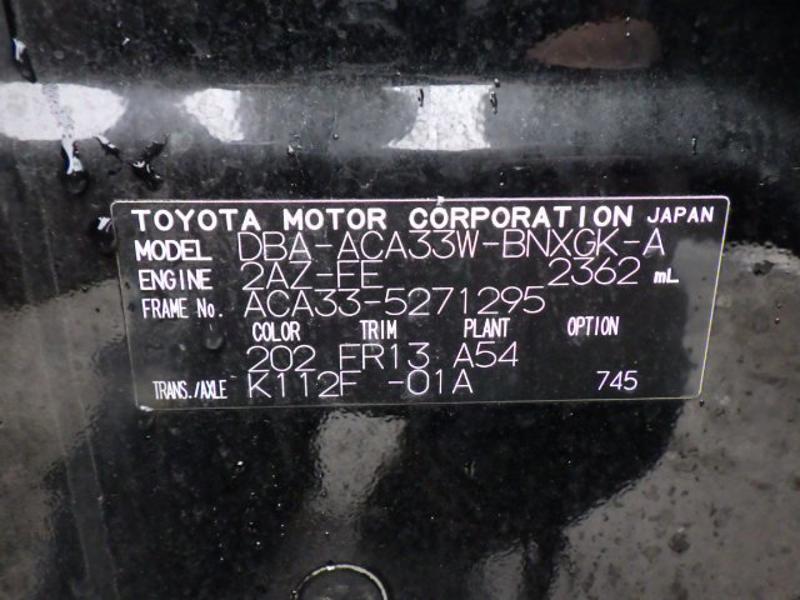 TOYOTA MOTOR CORPORATION JAPAN
MODEL DBA-ACA33W-BNXGK-A
ENGINE 2AZ-FE 2362 mL
FRAME No. ACA33-5271295
COLOR TRIM PLANT OPTION
202 FR13 A54
TRANS./AXLE K112F -01A 745